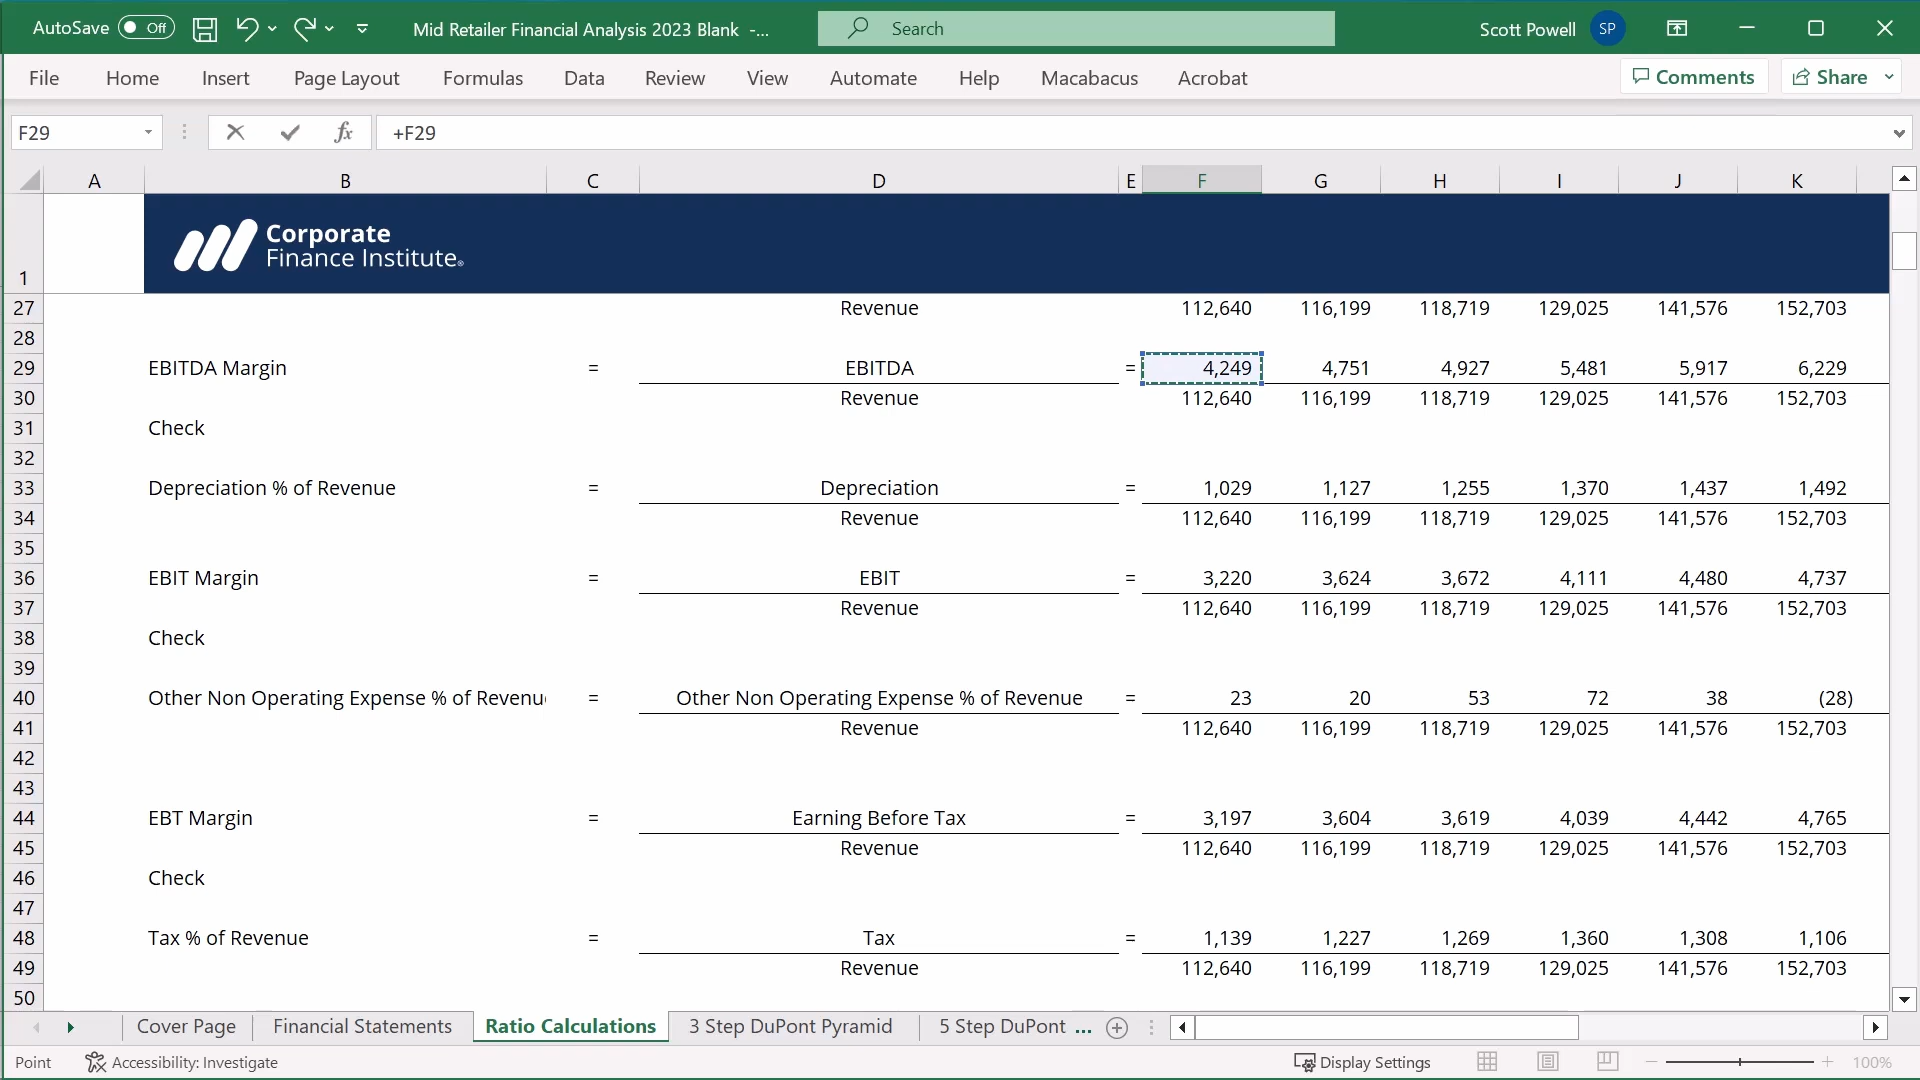 AutoSave Off Mid Retailer Financial Analysis 2023 Blank -... Search Scott Powell SP
File Home Insert Page Layout Formulas Data Review View Automate Help Macabacus Acrobat Comments Share
F29 fx +F29
A B C D E F G H I J K
Corporate
Finance Institute®
1
27 Revenue 112,640 116,199 118,719 129,025 141,576 152,703
28
29 EBITDA Margin = EBITDA = 4,249 4,751 4,927 5,481 5,917 6,229
30 Revenue 112,640 116,199 118,719 129,025 141,576 152,703
31 Check
32
33 Depreciation % of Revenue = Depreciation = 1,029 1,127 1,255 1,370 1,437 1,492
34 Revenue 112,640 116,199 118,719 129,025 141,576 152,703
35
36 EBIT Margin = EBIT = 3,220 3,624 3,672 4,111 4,480 4,737
37 Revenue 112,640 116,199 118,719 129,025 141,576 152,703
38 Check
39
40 Other Non Operating Expense % of Revenu = Other Non Operating Expense % of Revenue = 23 20 53 72 38 (28)
41 Revenue 112,640 116,199 118,719 129,025 141,576 152,703
42
43
44 EBT Margin = Earning Before Tax = 3,197 3,604 3,619 4,039 4,442 4,765
45 Revenue 112,640 116,199 118,719 129,025 141,576 152,703
46 Check
47
48 Tax % of Revenue = Tax = 1,139 1,227 1,269 1,360 1,308 1,106
49 Revenue 112,640 116,199 118,719 129,025 141,576 152,703
50
Cover Page Financial Statements Ratio Calculations 3 Step DuPont Pyramid 5 Step DuPont ...
Point Accessibility: Investigate Display Settings 100%